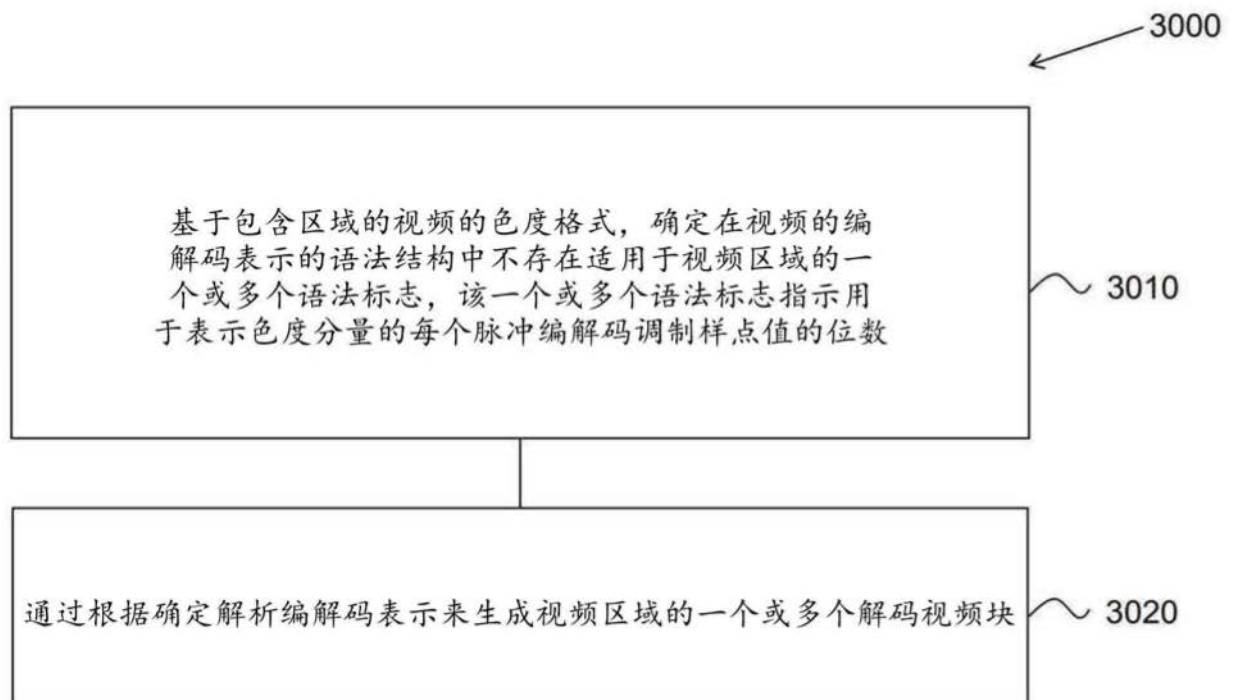 3000
基于包含区域的视频的色度格式，确定在视频的编
解码表示的语法结构中不存在适用于视频区域的一
个或多个语法标志，该一个或多个语法标志指示用
于表示色度分量的每个脉冲编解码调制样点值的位数
3010
通过根据确定解析编解码表示来生成视频区域的一个或多个解码视频块
3020